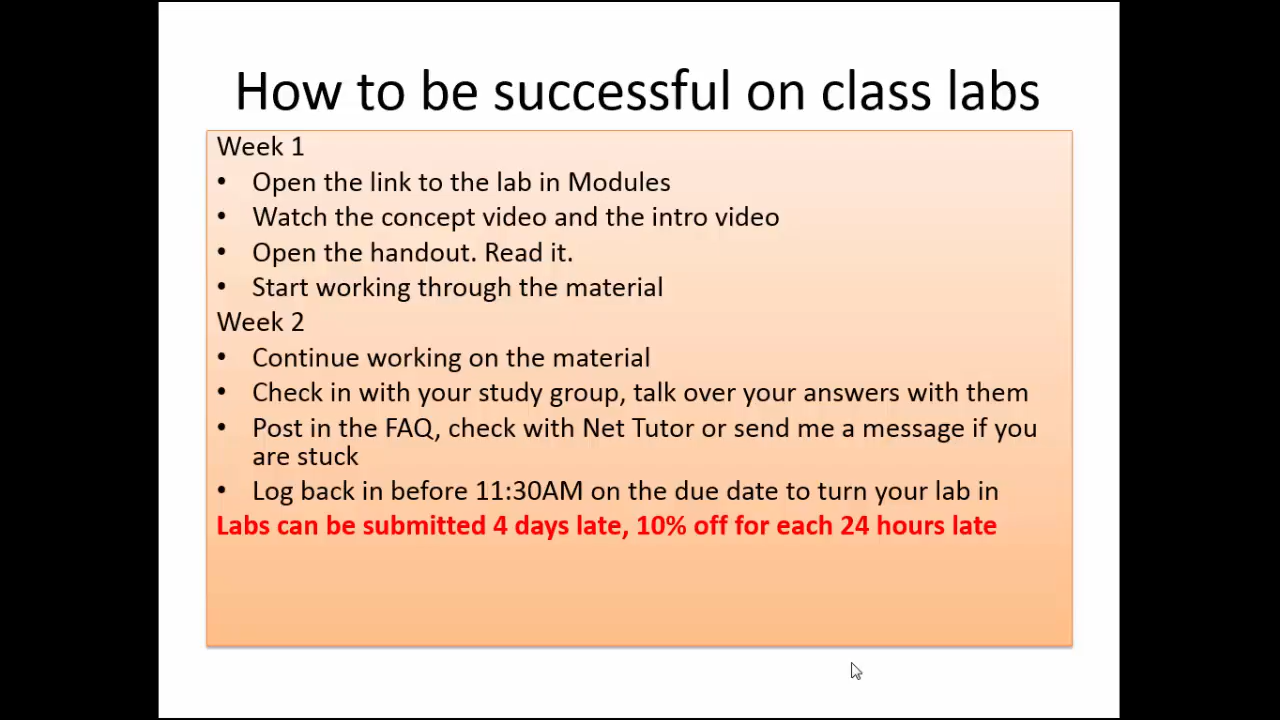 How to be successful on class labs
Week 1
• Open the link to the lab in Modules
• Watch the concept video and the intro video
• Open the handout. Read it.
• Start working through the material
Week 2
• Continue working on the material
• Check in with your study group, talk over your answers with them
• Post in the FAQ, check with Net Tutor or send me a message if you
are stuck
• Log back in before 11:30AM on the due date to turn your lab in
Labs can be submitted 4 days late, 10% off for each 24 hours late